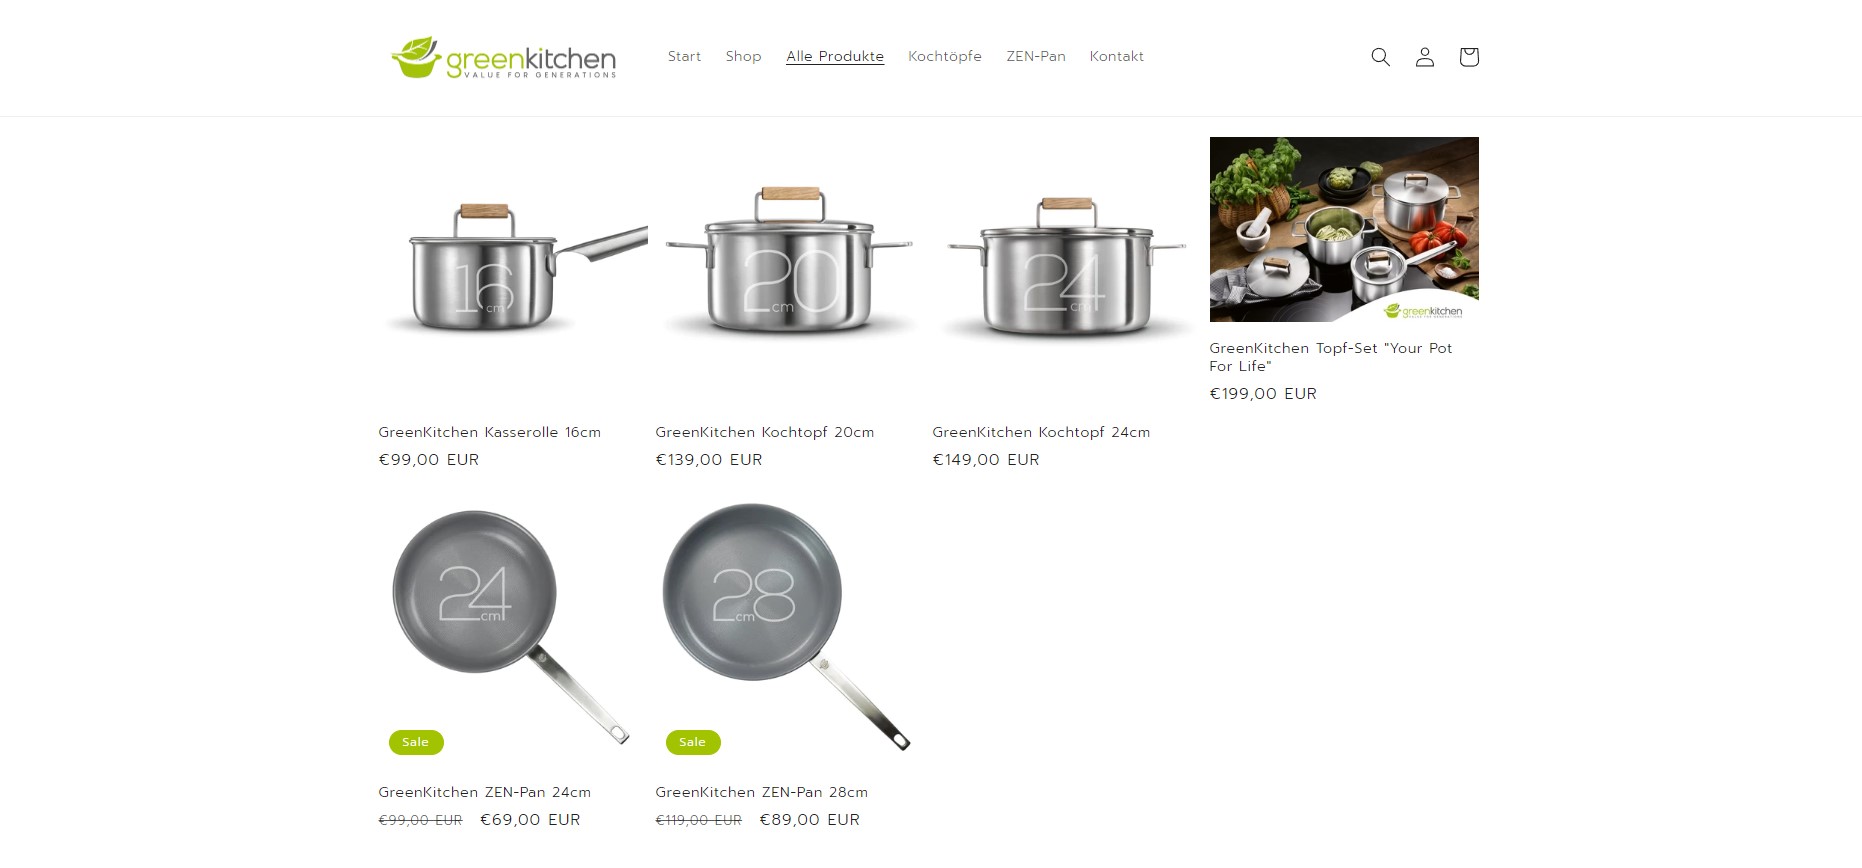 greenkitchen
VALUE FOR GENERATIONS
Start
Shop
Alle Produkte
Kochtöpfe
ZEN-Pan
Kontakt
16
cm
20
cm
24
cm
greenkitchen
VALUE FOR GENERATIONS
GreenKitchen Kasserolle 16cm
€99,00 EUR
GreenKitchen Kochtopf 20cm
€139,00 EUR
GreenKitchen Kochtopf 24cm
€149,00 EUR
GreenKitchen Topf-Set "Your Pot
For Life"
€199,00 EUR
24
cm
Sale
GreenKitchen ZEN-Pan 24cm
€99,00 EUR €69,00 EUR
28
cm
Sale
GreenKitchen ZEN-Pan 28cm
€119,00 EUR €89,00 EUR